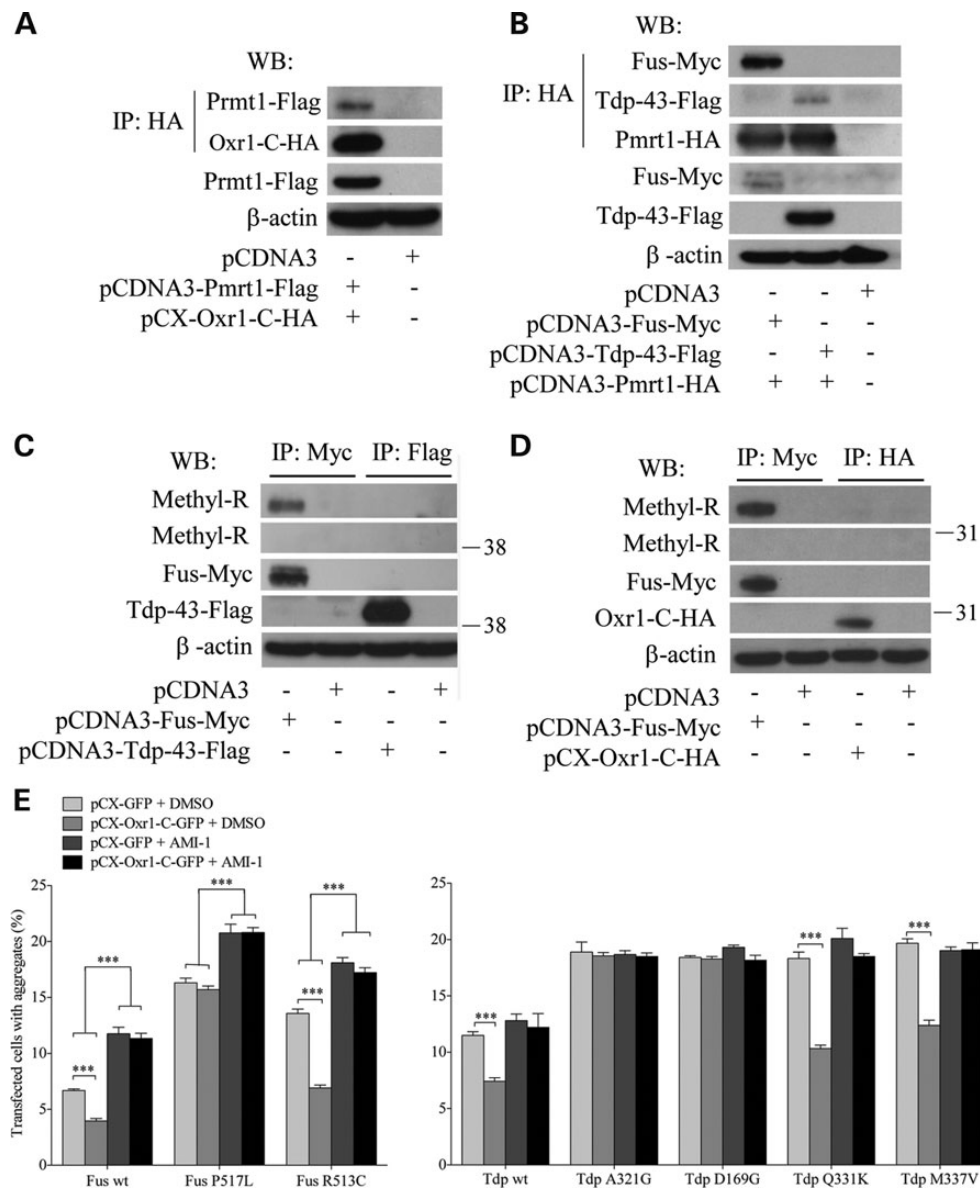 A
WB:
IP: HA
Prmt1-Flag
Oxr1-C-HA
Prmt1-Flag
β-actin
pCDNA3 - +
pCDNA3-Pmrt1-Flag + -
pCX-Oxr1-C-HA + -
B
WB:
IP: HA
Fus-Myc
Tdp-43-Flag
Pmrt1-HA
Fus-Myc
Tdp-43-Flag
β -actin
pCDNA3 - - +
pCDNA3-Fus-Myc + - -
pCDNA3-Tdp-43-Flag - + -
pCDNA3-Pmrt1-HA + + -
C
WB: IP: Myc IP: Flag
Methyl-R
Methyl-R
38
Fus-Myc
Tdp-43-Flag
38
β -actin
pCDNA3 - + - +
pCDNA3-Fus-Myc + - - -
pCDNA3-Tdp-43-Flag - - + -
D
WB: IP: Myc IP: HA
Methyl-R
31
Methyl-R
Fus-Myc
31
Oxr1-C-HA
β-actin
pCDNA3 - + - +
pCDNA3-Fus-Myc + - - -
pCX-Oxr1-C-HA - - + -
E
pCX-GFP + DMSO
pCX-Oxr1-C-GFP + DMSO
pCX-GFP + AMI-1
pCX-Oxr1-C-GFP + AMI-1
Transfected cells with aggregates (%)
25
20
15
10
5
0
***
***
***
***
***
Fus wt Fus P517L Fus R513C
25
20
15
10
5
0
***
***
***
Tdp wt Tdp A321G Tdp D169G Tdp Q331K Tdp M337V